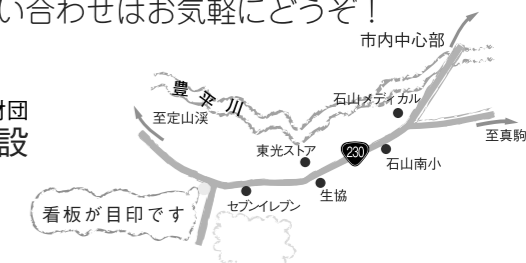 い合わせはお気軽にどうぞ！
市内中心部
豊平川
石山メディカル
財団
至定山渓
設
東光ストア
230
石山南小
至真駒
生協
セブンイレブン
看板が目印です